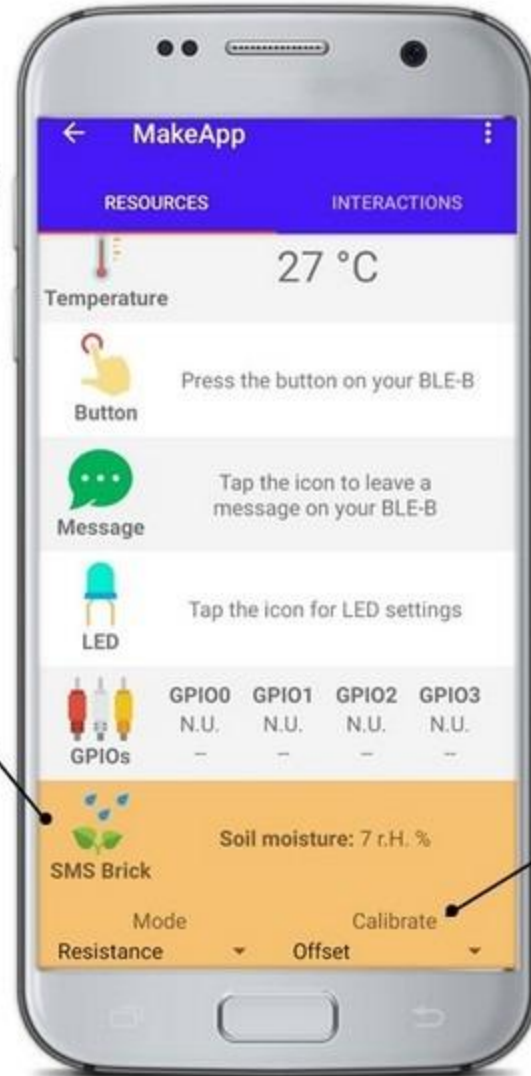 MakeApp
RESOURCES INTERACTIONS
27 °C
Temperature
Press the button on your BLE-B
Button
Tap the icon to leave a
message on your BLE-B
Message
Tap the icon for LED settings
LED
GPIO0 GPIO1 GPIO2 GPIO3
N.U. N.U. N.U. N.U.
-- -- -- --
GPIOs
Soil moisture: 7 r.H. %
SMS Brick
Mode Calibrate
Resistance Offset